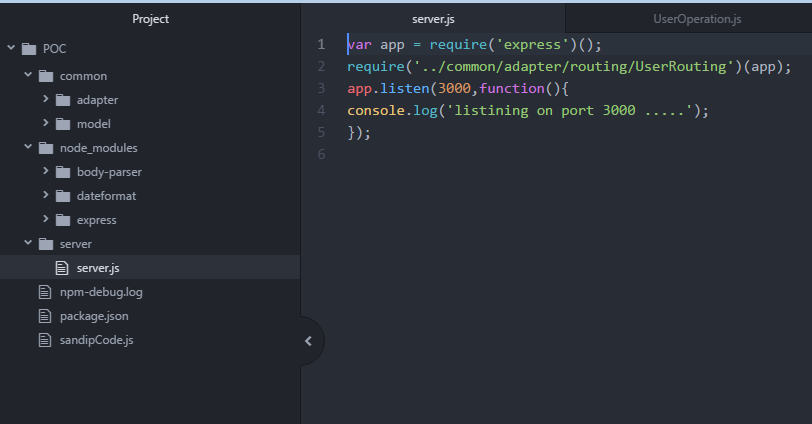 Project
POC
common
adapter
model
node_modules
body-parser
dateformat
express
server
server.js
npm-debug.log
package.json
sandipCode.js
server.js
UserOperation.js
1 var app = require('express')();
2 require('../common/adapter/routing/UserRouting')(app);
3 app.listen(3000,function(){
4 console.log('listining on port 3000 .....');
5 });
6